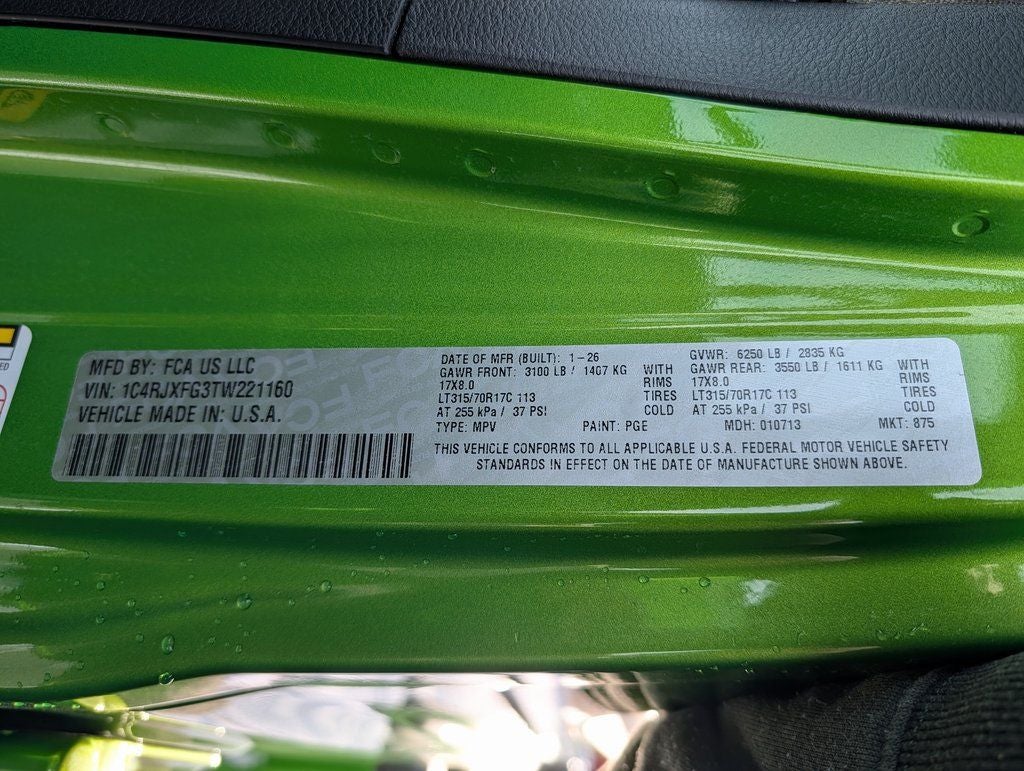 MFD BY: FCA US LLC
VIN: 1C4RJXFG3TW221160
VEHICLE MADE IN: U.S.A.
DATE OF MFR (BUILT): 1-26
GAWR FRONT: 3100 LB / 1407 KG WITH
17X8.0 RIMS
LT315/70R17C 113 TIRES
AT 255 kPa / 37 PSI COLD
TYPE: MPV PAINT: PGE
GVWR: 6250 LB / 2835 KG
GAWR REAR: 3550 LB / 1611 KG WITH
17X8.0 RIMS
LT315/70R17C 113 TIRES
AT 255 kPa / 37 PSI COLD
MDH: 010713 MKT: 875
THIS VEHICLE CONFORMS TO ALL APPLICABLE U.S.A. FEDERAL MOTOR VEHICLE SAFETY
STANDARDS IN EFFECT ON THE DATE OF MANUFACTURE SHOWN ABOVE.